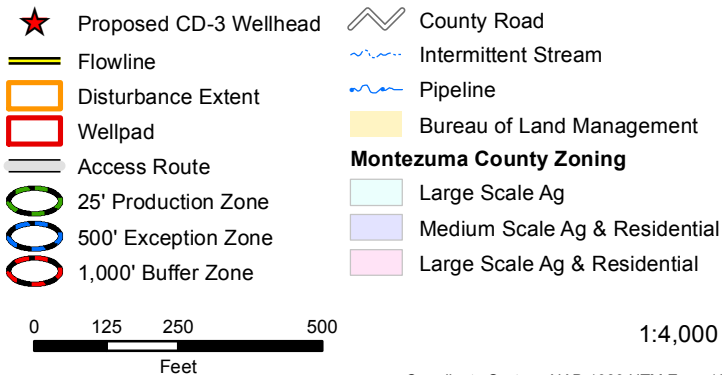 Proposed CD-3 Wellhead
Flowline
Disturbance Extent
Wellpad
Access Route
25' Production Zone
500' Exception Zone
1,000' Buffer Zone
County Road
Intermittent Stream
Pipeline
Bureau of Land Management
Montezuma County Zoning
Large Scale Ag
Medium Scale Ag & Residential
Large Scale Ag & Residential
0 125 250 500
Feet
1:4,000